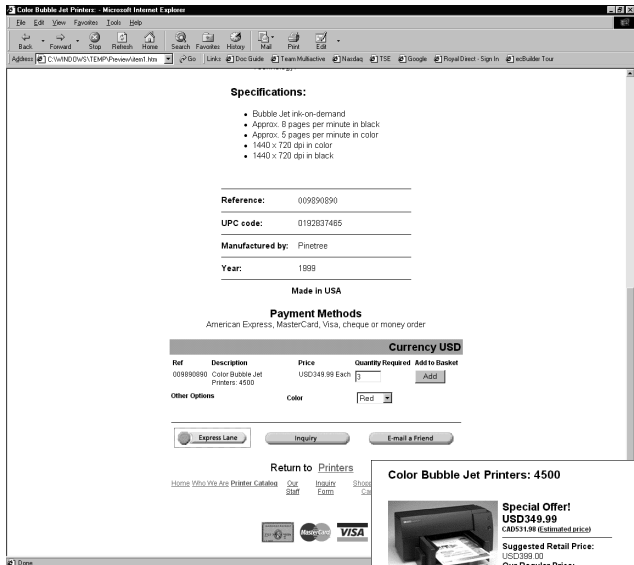 Color Bubble Jet Printers: - Microsoft Internet Explorer
File Edit View Favorites Tools Help
Back Forward Stop Refresh Home Search Favorites History Mail Print Edit
Address C:\WINDOWS\TEMP\Preview\item1.htm Go Links Doc Guide Team Multiactive Nasdaq TSE Google Royal Direct - Sign In ecBuilder Tour
Specifications:
• Bubble Jet ink-on-demand
• Approx. 8 pages per minute in black
• Approx. 5 pages per minute in color
• 1440 x 720 dpi in color
• 1440 x 720 dpi in black
Reference: 009890890
UPC code: 0192837465
Manufactured by: Pinetree
Year: 1999
Made in USA
Payment Methods
American Express, MasterCard, Visa, cheque or money order
Currency USD
Ref Description Price Quantity Required Add to Basket
009890890 Color Bubble Jet USD349.99 Each 3 Add
Printers: 4500
Other Options Color Red
Express Lane Inquiry E-mail a Friend
Return to Printers
Home Who We Are Printer Catalog Our Inquiry
Staff Form
MasterCard VISA
Color Bubble Jet Printers: 4500
Special Offer!
USD349.99
CAD531.98 (Estimated price)
Suggested Retail Price:
USD399.00
Our Regular Price:
Done